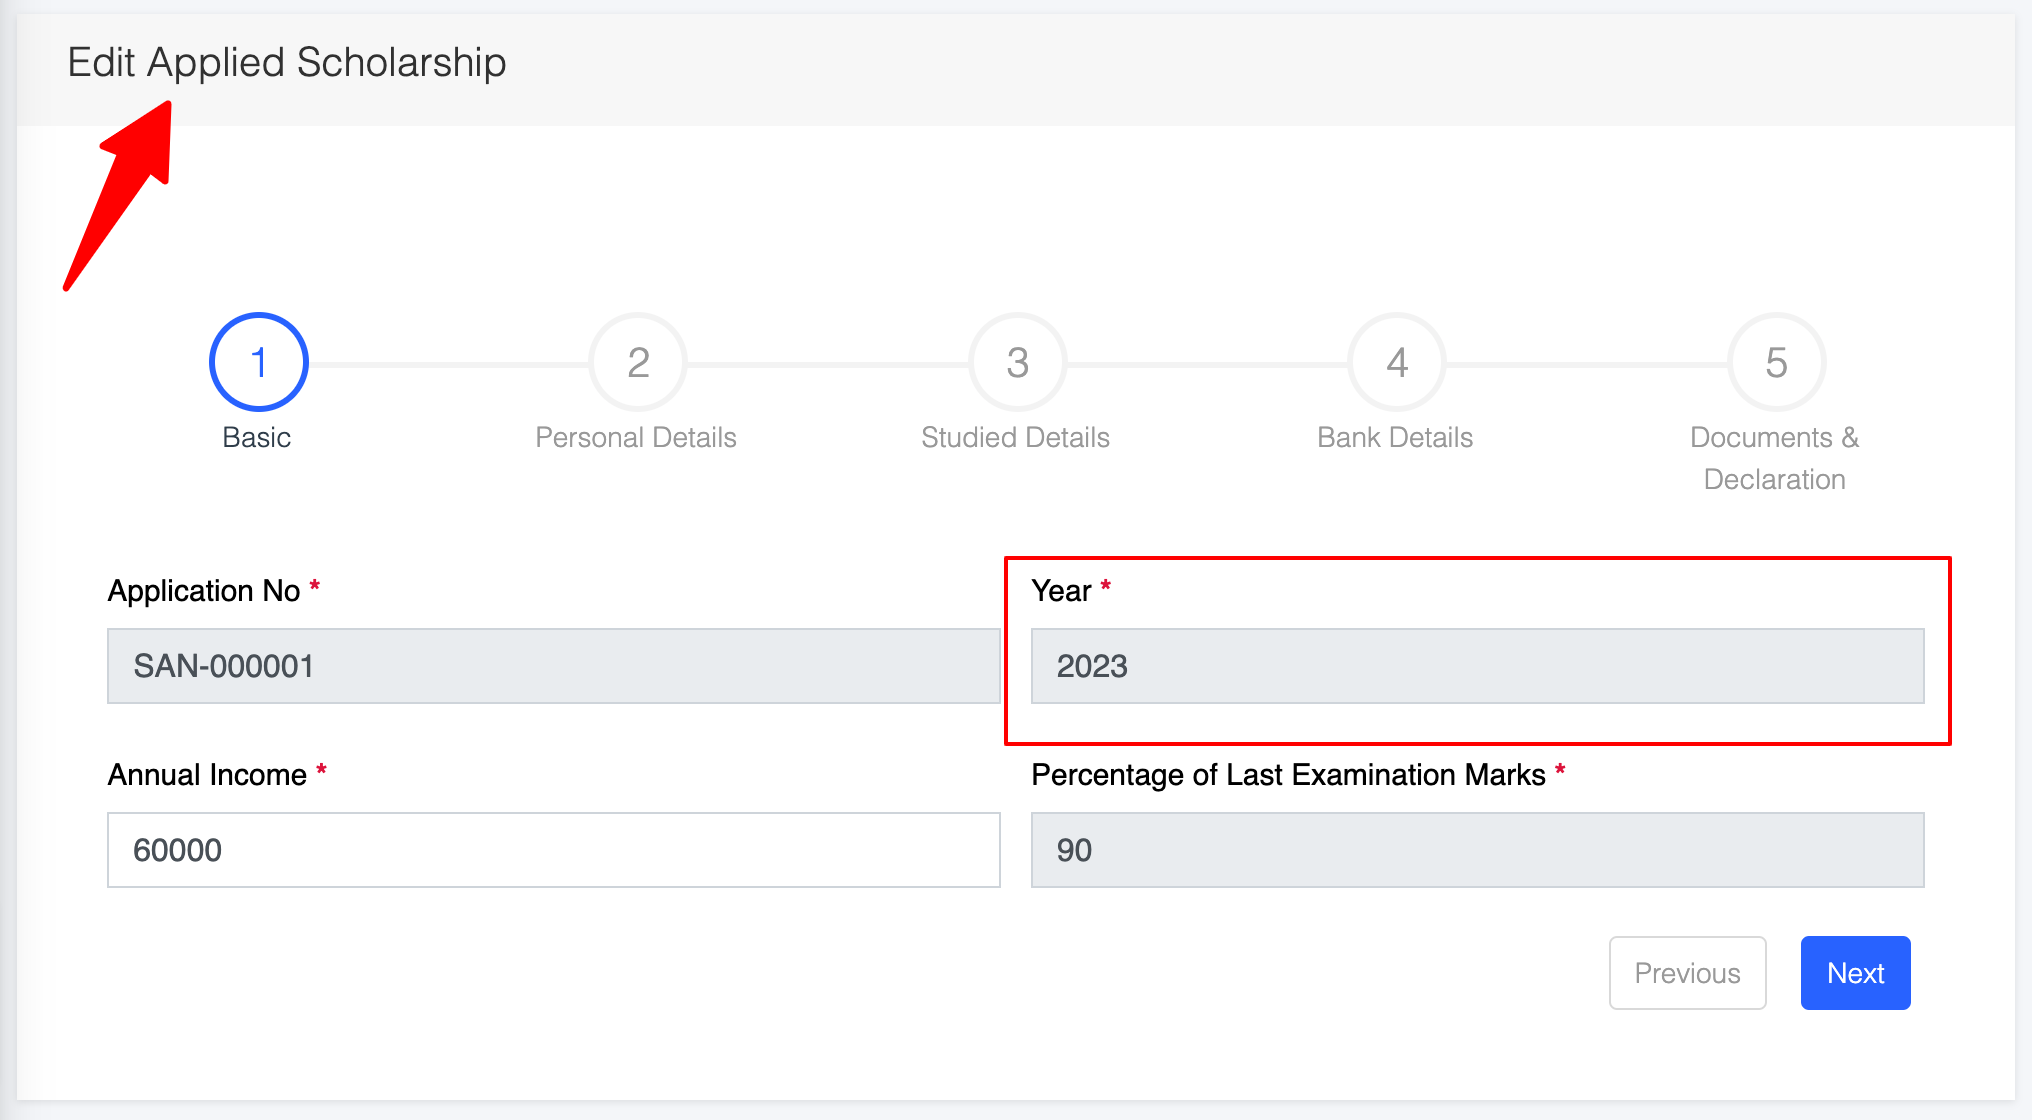 Edit Applied Scholarship
1
2
3
4
5
Basic
Personal Details
Studied Details
Bank Details
Documents &
Declaration
Application No *
Year *
SAN-000001
2023
Annual Income *
Percentage of Last Examination Marks *
60000
90
Previous
Next